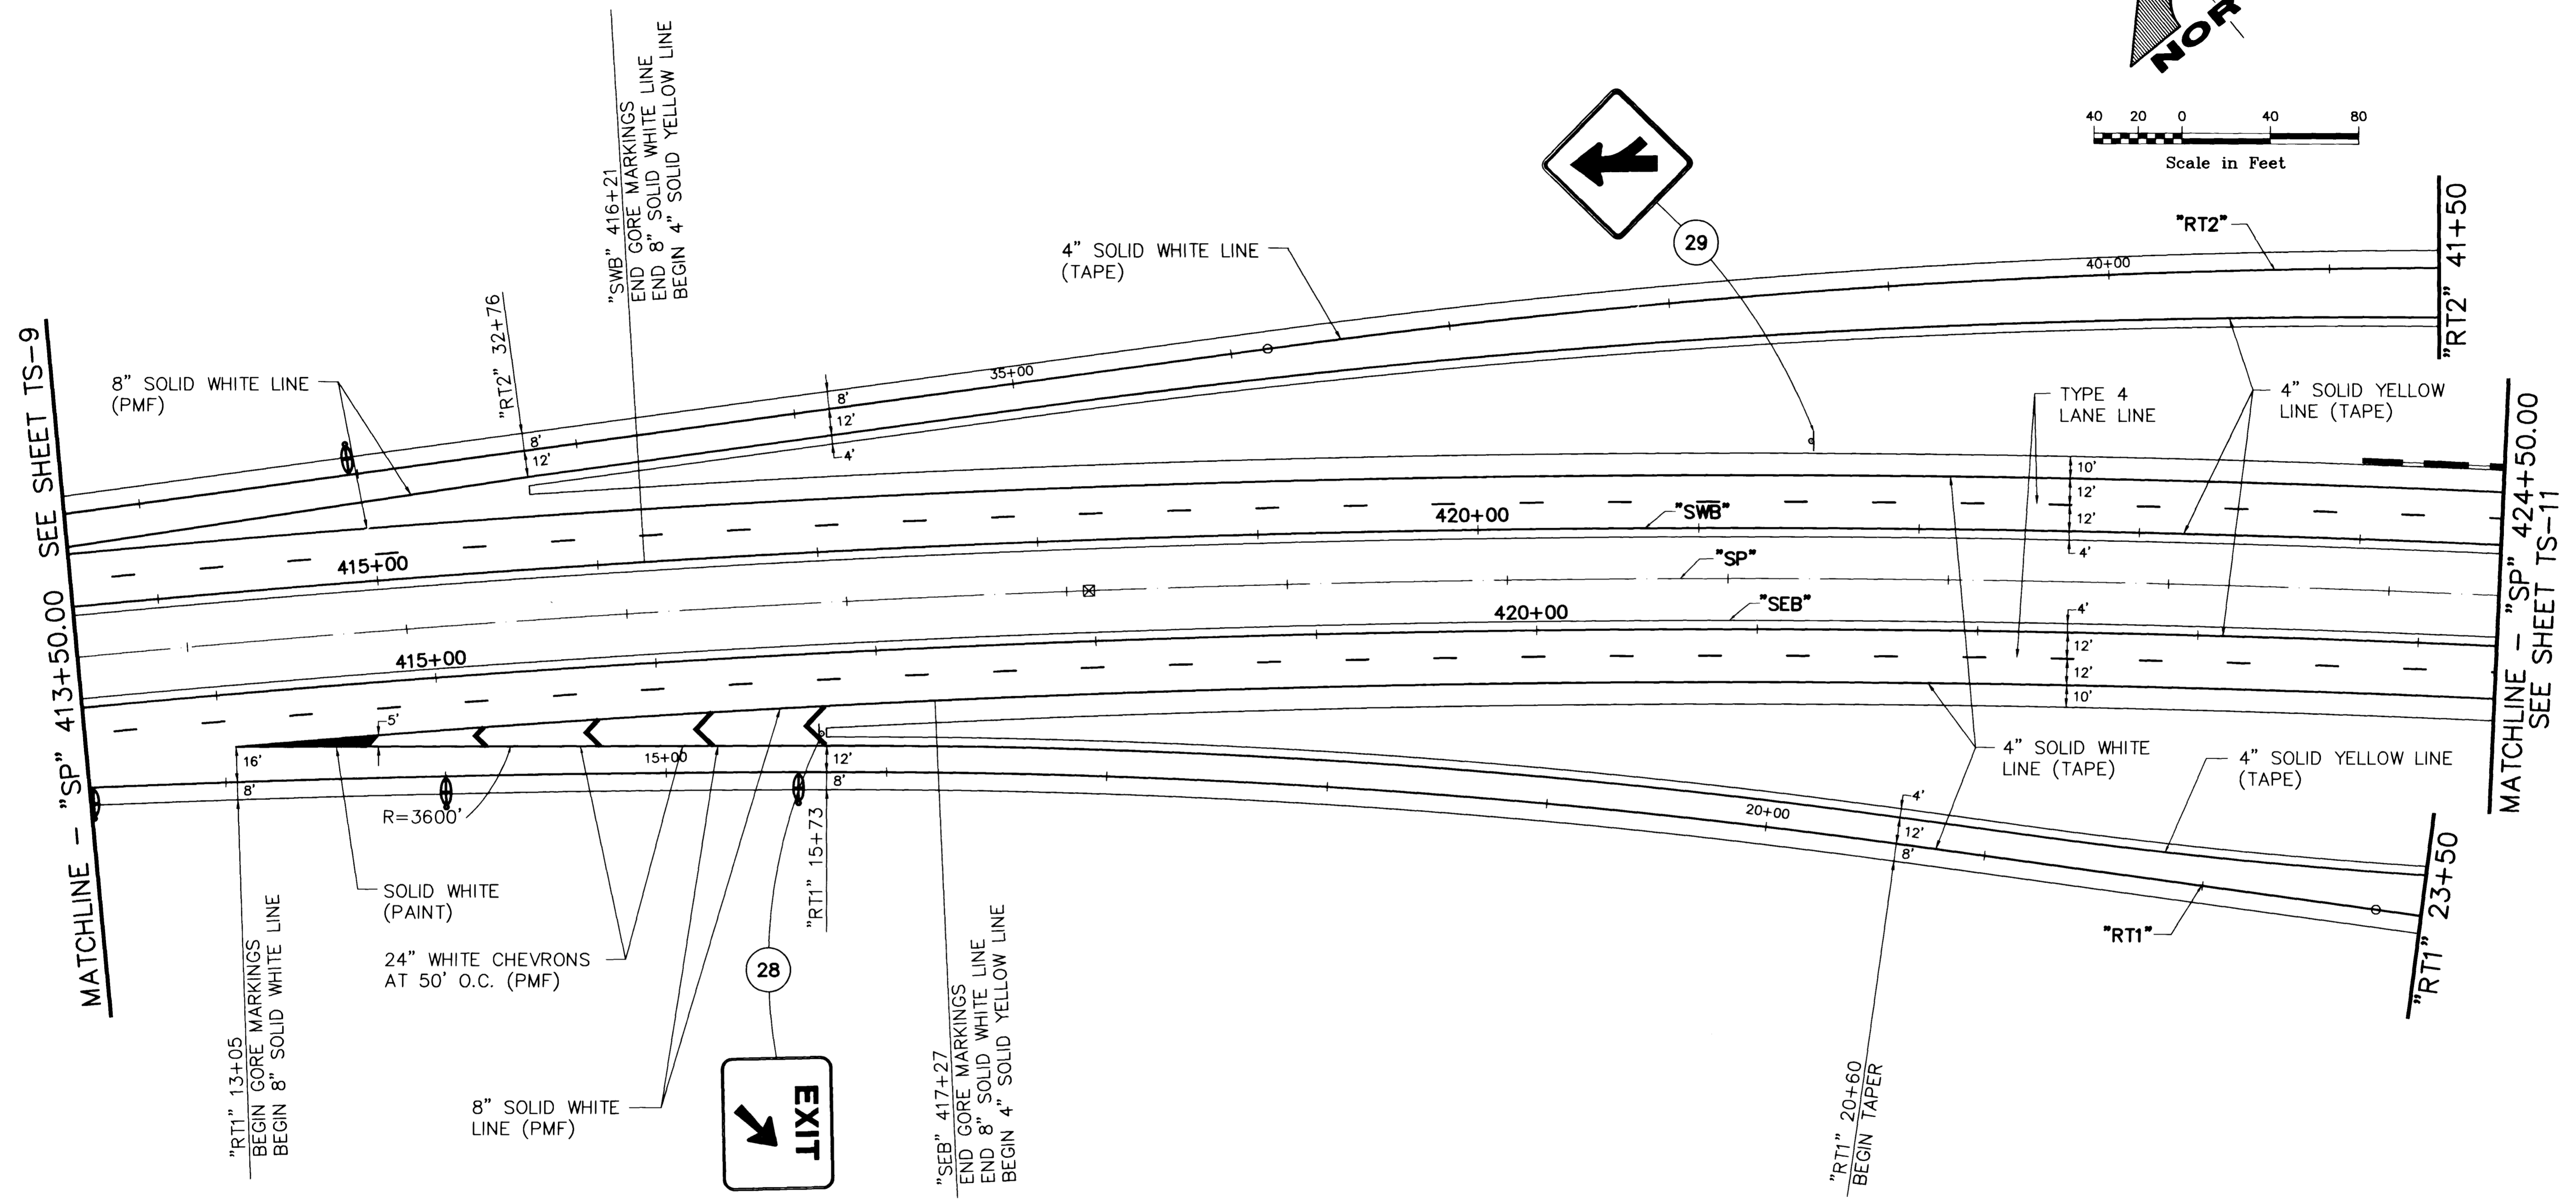 NOR
40 20 0 40 80
Scale in Feet
MATCHLINE - "SP" 413+50.00 SEE SHEET TS-9
8" SOLID WHITE LINE
(PMF)
"RT2" 32+76
"SWB" 416+21
END GORE MARKINGS
END 8" SOLID WHITE LINE
BEGIN 4" SOLID YELLOW LINE
4" SOLID WHITE LINE
(TAPE)
29
"RT2"
40+00
"RT2" 41+50
35+00
8'
12'
8'
12'
4'
TYPE 4
LANE LINE
4" SOLID YELLOW
LINE (TAPE)
MATCHLINE - "SP" 424+50.00
SEE SHEET TS-11
10'
12'
12'
4'
420+00
"SWB"
415+00
"SP"
"SEB"
420+00
415+00
4'
12'
12'
10'
5'
16'
8'
15+00
12'
8'
R=3600'
4" SOLID WHITE
LINE (TAPE)
4" SOLID YELLOW LINE
(TAPE)
20+00
4'
12'
8'
"RT1"
"RT1" 23+50
SOLID WHITE
(PAINT)
24" WHITE CHEVRONS
AT 50' O.C. (PMF)
28
"RT1" 15+73
"RT1" 13+05
BEGIN GORE MARKINGS
BEGIN 8" SOLID WHITE LINE
8" SOLID WHITE
LINE (PMF)
EXIT
"SEB" 417+27
END GORE MARKINGS
END 8" SOLID WHITE LINE
BEGIN 4" SOLID YELLOW LINE
"RT1" 20+60
BEGIN TAPER